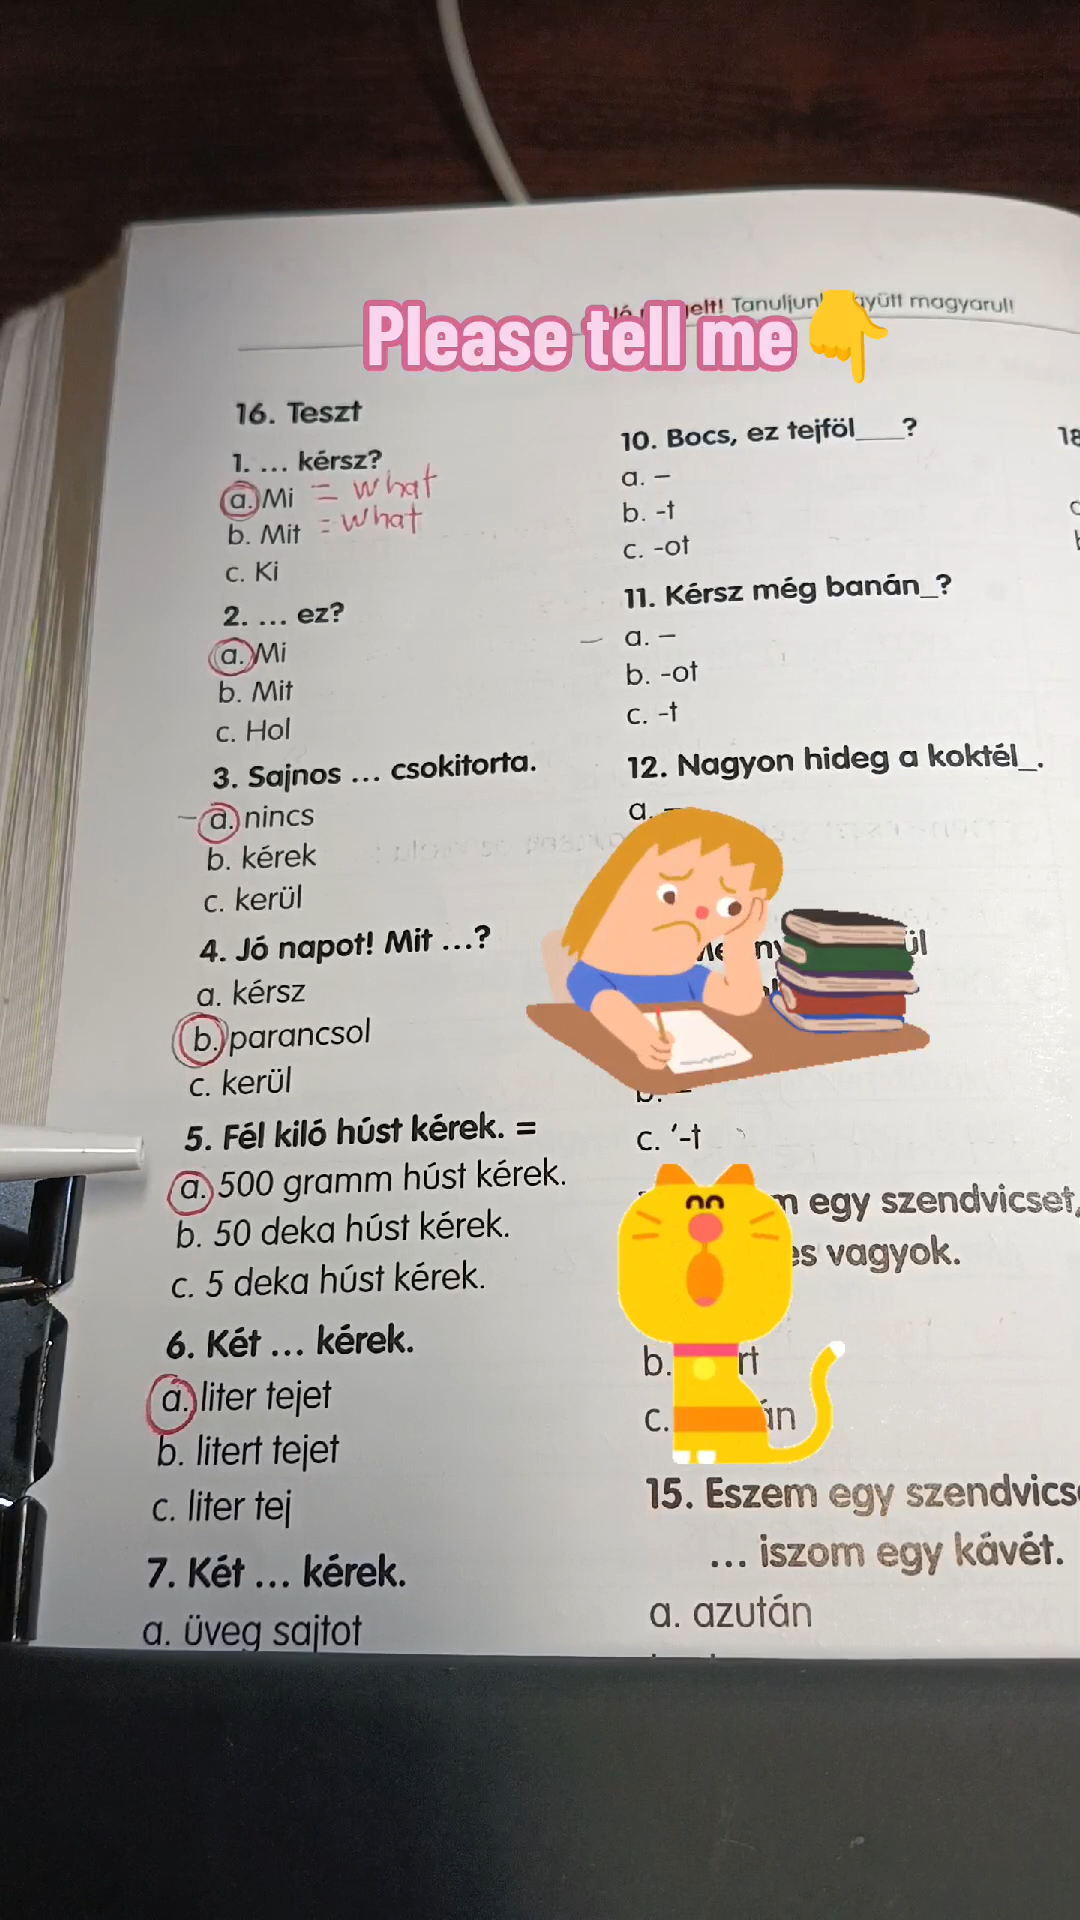 Please tell me
Tanuljun magyarul!
16. Teszt
1. ... kérsz?
a. Mi = what
b. Mit = what
c. Ki
2. ... ez?
a. Mi
b. Mit
c. Hol
3. Sajnos ... csokitorta.
a. nincs
b. kérek
c. kerül
4. Jó napot! Mit ...?
a. kérsz
b. parancsol
c. kerül
5. Fél kiló húst kérek. =
a. 500 gramm húst kérek.
b. 50 deka húst kérek.
c. 5 deka húst kérek.
6. Két ... kérek.
a. liter tejet
b. litert tejet
c. liter tej
7. Két ... kérek.
a. üveg sajtot
10. Bocs, ez tejföl___?
a. –
b. -t
c. -ot
11. Kérsz még banán_?
a. –
b. -ot
c. -t
12. Nagyon hideg a koktél_.
a. –
b. –
c. ’-t
egy szendvicset,
vagyok.
b.
c.
15. Eszem egy szendvics
... iszom egy kávét.
a. azután
18